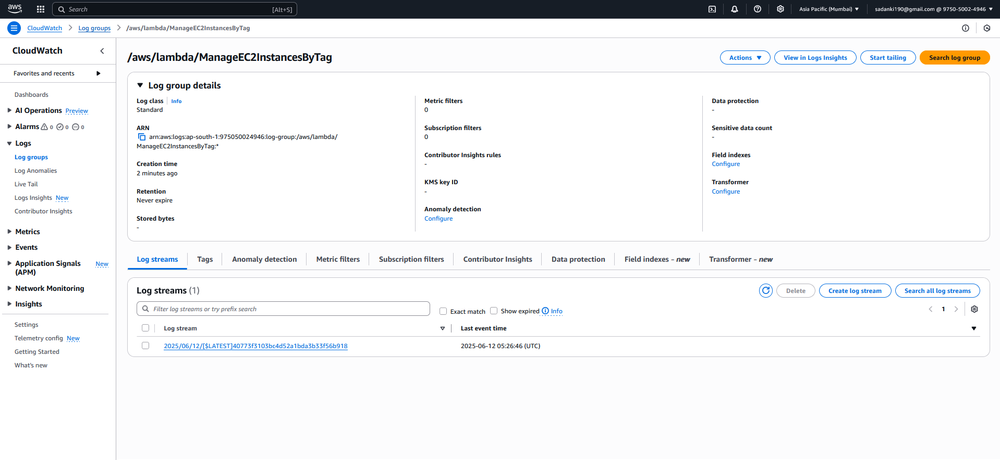 aws
Search [Alt+S]
Asia Pacific (Mumbai)
sadanki190@gmail.com @ 9750-5002-4946
CloudWatch
Log groups
/aws/lambda/ManageEC2InstancesByTag
CloudWatch
Favorites and recents
Dashboards
AI Operations Preview
Alarms 0 0 0
Logs
Log groups
Log Anomalies
Live Tail
Logs Insights New
Contributor Insights
Metrics
Events
Application Signals New
(APM)
Network Monitoring
Insights
Settings
Telemetry config New
Getting Started
What's new
/aws/lambda/ManageEC2InstancesByTag
Actions
View in Logs Insights
Start tailing
Search log group
Log group details
Log class Info
Standard
ARN
arn:aws:logs:ap-south-1:975050024946:log-group:/aws/lambda/
ManageEC2InstancesByTag:*
Creation time
2 minutes ago
Retention
Never expire
Stored bytes
-
Metric filters
0
Subscription filters
0
Contributor Insights rules
-
KMS key ID
-
Anomaly detection
Configure
Data protection
-
Sensitive data count
-
Field indexes
Configure
Transformer
Configure
Log streams
Tags
Anomaly detection
Metric filters
Subscription filters
Contributor Insights
Data protection
Field indexes - new
Transformer - new
Log streams (1)
Delete
Create log stream
Search all log streams
Filter log streams or try prefix search
Exact match
Show expired
Info
1
Log stream
Last event time
2025/06/12/[$LATEST]40773f3103bc4d52a1bda3b33f56b918
2025-06-12 05:26:46 (UTC)